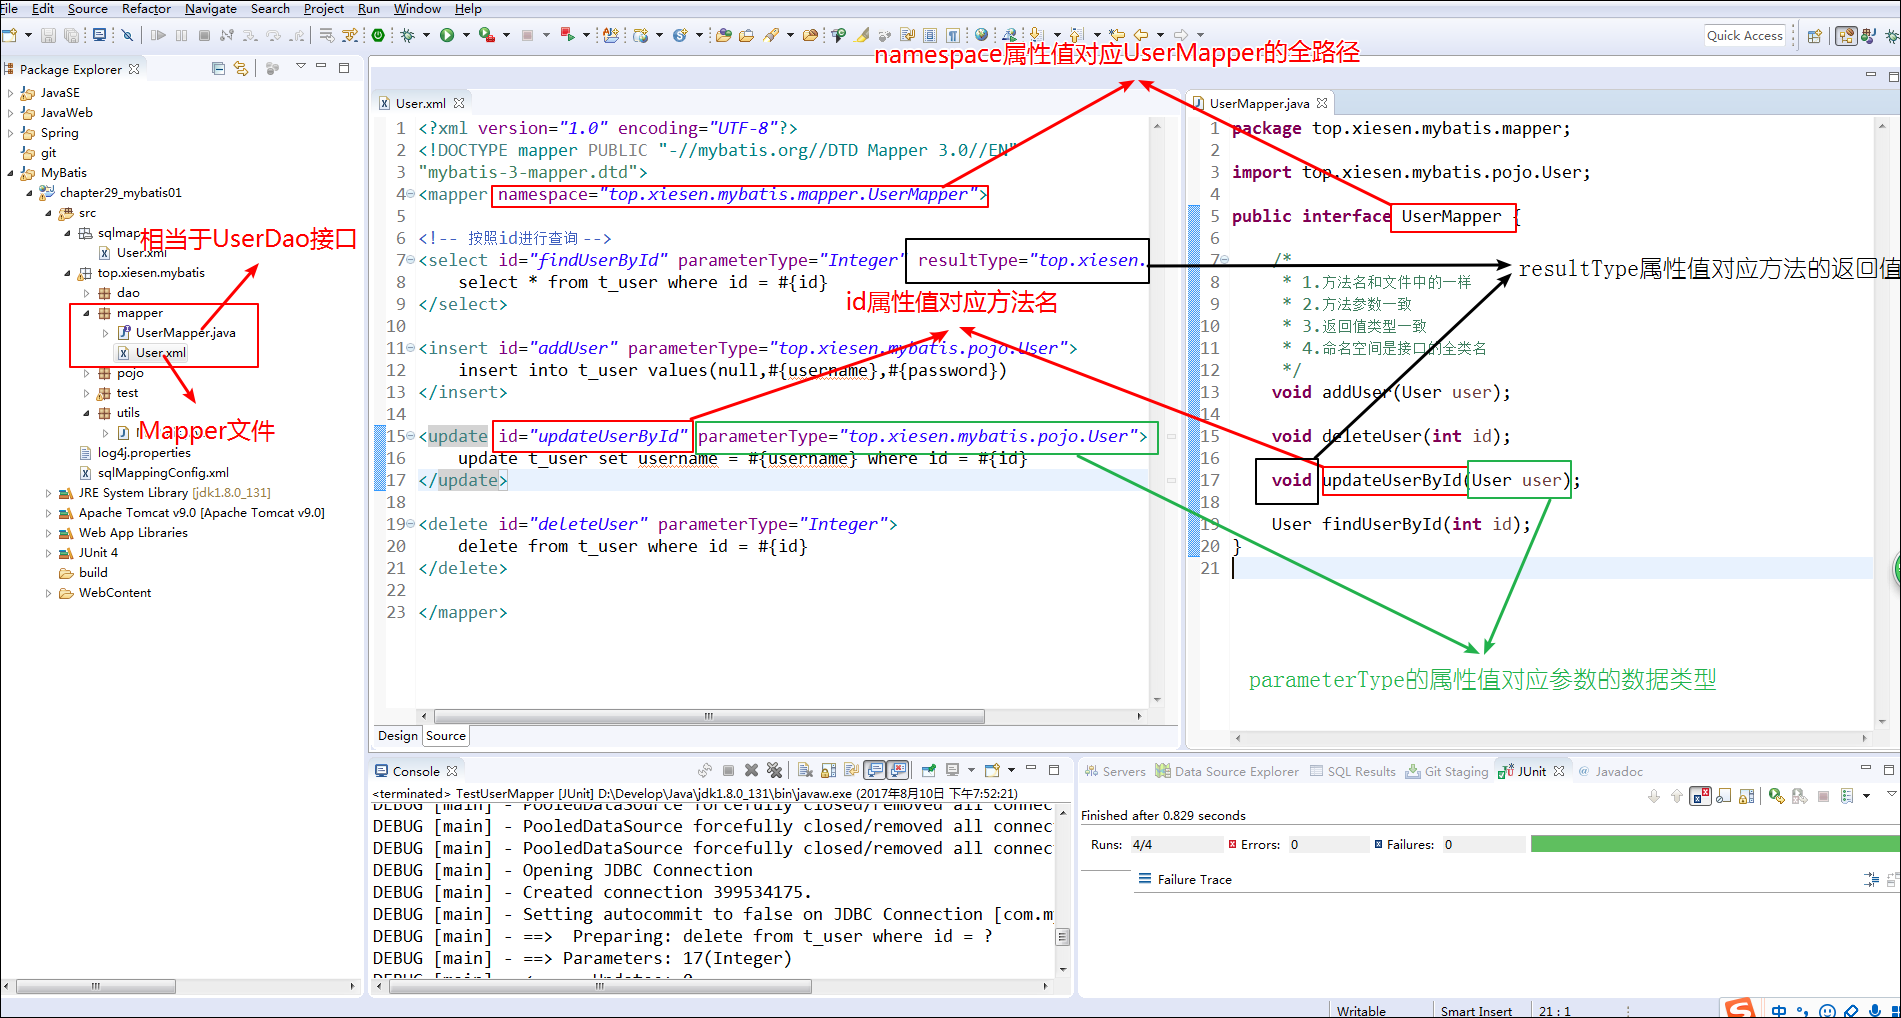 File Edit Source Refactor Navigate Search Project Run Window Help
Quick Access
namespace属性值对应UserMapper的全路径
Package Explorer
JavaSE
JavaWeb
Spring
git
MyBatis
chapter29_mybatis01
src
sqlmap
相当于UserDao接口
User.xml
top.xiesen.mybatis
dao
mapper
UserMapper.java
User.xml
pojo
test
utils
Mapper文件
log4j.properties
sqlMappingConfig.xml
JRE System Library [jdk1.8.0_131]
Apache Tomcat v9.0 [Apache Tomcat v9.0]
Web App Libraries
JUnit 4
build
WebContent
User.xml
1 <?xml version="1.0" encoding="UTF-8"?>
2 <!DOCTYPE mapper PUBLIC "-//mybatis.org//DTD Mapper 3.0//EN"
3 "mybatis-3-mapper.dtd">
4 <mapper namespace="top.xiesen.mybatis.mapper.UserMapper">
5
6 <!-- 按照id进行查询 -->
7 <select id="findUserById" parameterType="Integer" resultType="top.xiesen.
8 select * from t_user where id = #{id}
9 </select>
id属性值对应方法名
10
11 <insert id="addUser" parameterType="top.xiesen.mybatis.pojo.User">
12 insert into t_user values(null,#{username},#{password})
13 </insert>
14
15 <update id="updateUserById" parameterType="top.xiesen.mybatis.pojo.User">
16 update t_user set username = #{username} where id = #{id}
17 </update>
18
19 <delete id="deleteUser" parameterType="Integer">
20 delete from t_user where id = #{id}
21 </delete>
22
23 </mapper>
Design Source
UserMapper.java
1 package top.xiesen.mybatis.mapper;
2
3 import top.xiesen.mybatis.pojo.User;
4
5 public interface UserMapper {
6
7 /*
resultType属性值对应方法的返回值
8 * 1.方法名和文件中的一样
9 * 2.方法参数一致
10 * 3.返回值类型一致
11 * 4.命名空间是接口的全类名
12 */
13 void addUser(User user);
14
15 void deleteUser(int id);
16
17 void updateUserById(User user);
18
19 User findUserById(int id);
20 }
21
parameterType的属性值对应参数的数据类型
Console
<terminated> TestUserMapper [JUnit] D:\Develop\Java\jdk1.8.0_131\bin\javaw.exe (2017年8月10日 下午7:52:21)
DEBUG [main] - PooledDataSource forcefully closed/removed all connec
DEBUG [main] - PooledDataSource forcefully closed/removed all connec
DEBUG [main] - PooledDataSource forcefully closed/removed all connec
DEBUG [main] - Opening JDBC Connection
DEBUG [main] - Created connection 399534175.
DEBUG [main] - Setting autocommit to false on JDBC Connection [com.m
DEBUG [main] - ==> Preparing: delete from t_user where id = ?
DEBUG [main] - ==> Parameters: 17(Integer)
DEBUG [main] - <== Updates: 0
Servers Data Source Explorer SQL Results Git Staging JUnit Javadoc
Finished after 0.829 seconds
Runs: 4/4 Errors: 0 Failures: 0
Failure Trace
Writable Smart Insert 21 : 1
中